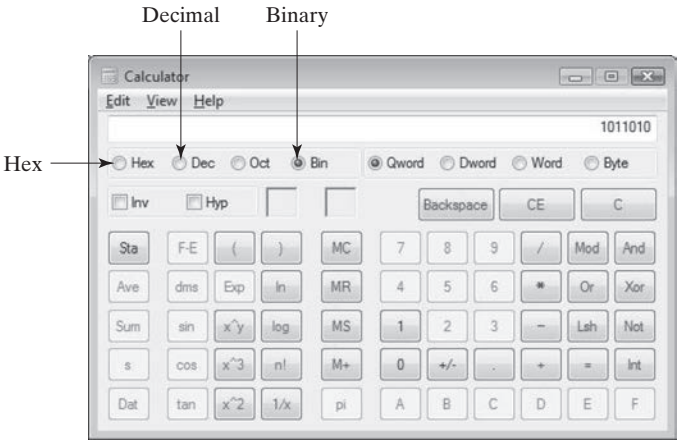 Decimal Binary
Calculator
Edit View Help
1011010
Hex
Hex Dec Oct Bin Qword Dword Word Byte
Inv Hyp Backspace CE C
Sta F-E ( ) MC 7 8 9 / Mod And
Ave dms Exp ln MR 4 5 6 * Or Xor
Sum sin x^y log MS 1 2 3 - Lsh Not
s cos x^3 n! M+ 0 +/- . + = Int
Dat tan x^2 1/x pi A B C D E F